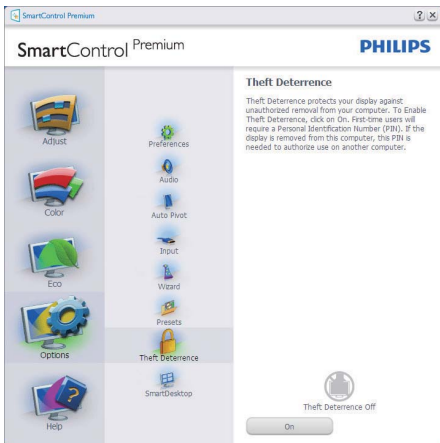 SmartControl Premium
SmartControl Premium
PHILIPS
Adjust
Color
Eco
Options
Help
Preferences
Audio
Auto Pivot
Input
Wizard
Presets
Theft Deterrence
SmartDesktop
Theft Deterrence
Theft Deterrence protects your display against
unauthorized removal from your computer. To Enable
Theft Deterrence, click on On. First-time users will
require a Personal Identification Number (PIN). If the
display is removed from this computer, this PIN is
needed to authorize use on another computer.
Theft Deterrence Off
On